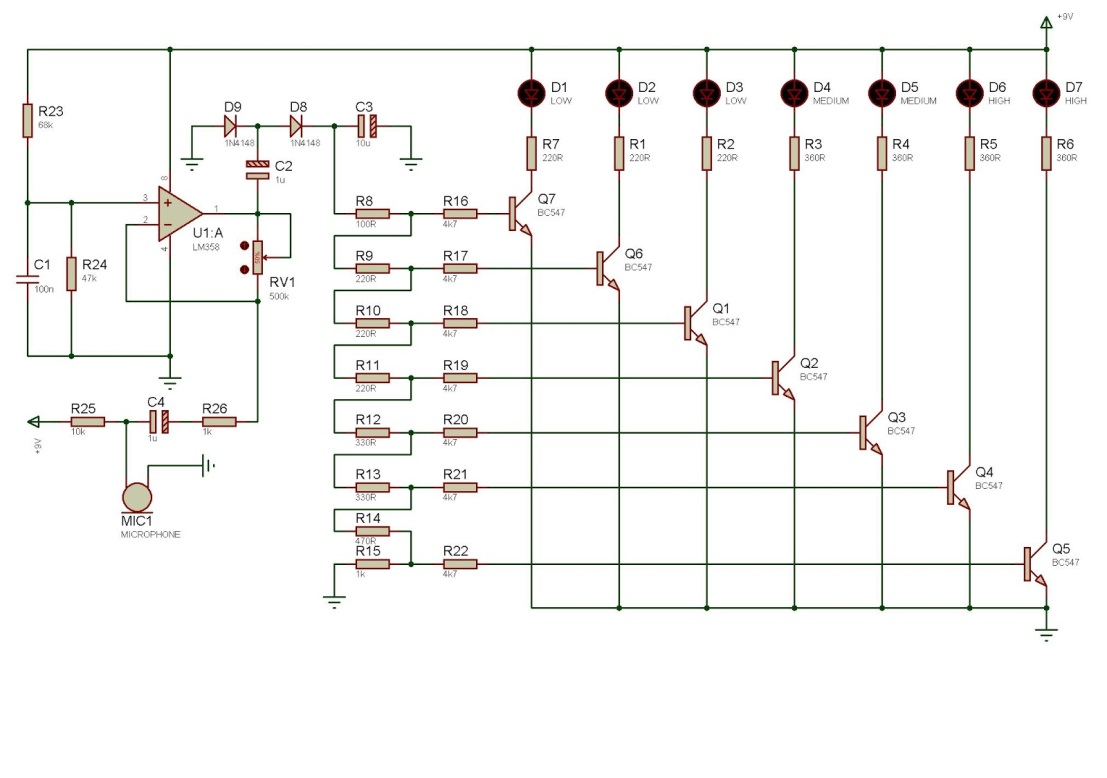 +9V
R23
68k
D9
1N4148
D8
1N4148
C3
10u
C2
1u
D1
LOW
D2
LOW
D3
LOW
D4
MEDIUM
D5
MEDIUM
D6
HIGH
D7
HIGH
R7
220R
R1
220R
R2
220R
R3
360R
R4
360R
R5
360R
R6
360R
8
3
2
1
4
U1:A
LM358
C1
100n
R24
47k
RV1
500k
50%
R8
100R
R16
4k7
Q7
BC547
R9
220R
R17
4k7
Q6
BC547
R10
220R
R18
4k7
Q1
BC547
R11
220R
R19
4k7
Q2
BC547
R12
330R
R20
4k7
Q3
BC547
R13
330R
R21
4k7
Q4
BC547
R14
470R
R15
1k
R22
4k7
Q5
BC547
+9V
R25
10k
C4
1u
R26
1k
MIC1
MICROPHONE